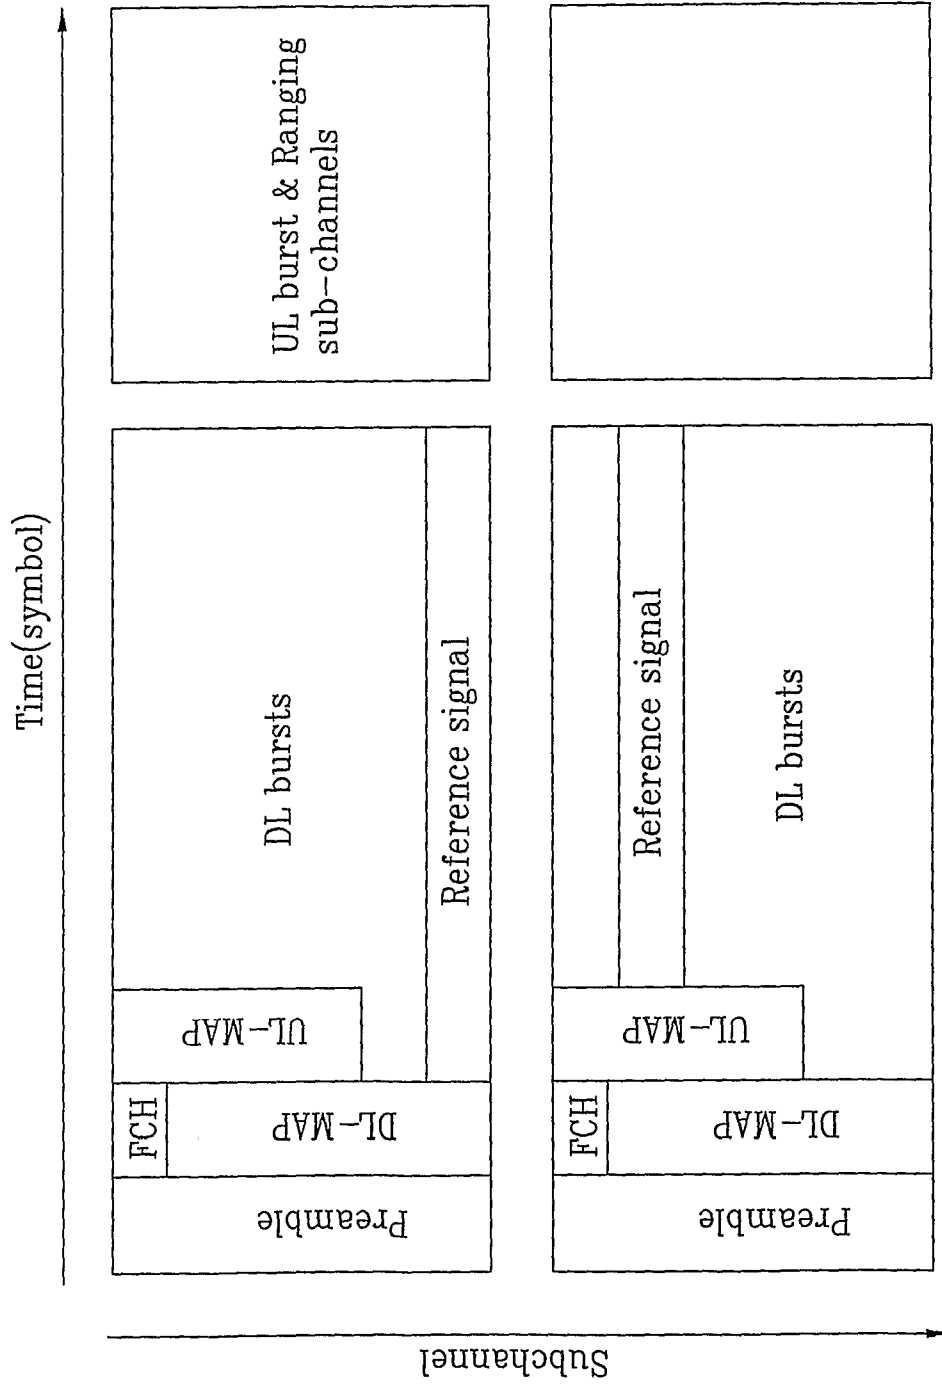 Time(symbol)
Subchannel
Preamble
FCH
DL-MAP
UL-MAP
DL bursts
Reference signal
UL burst & Ranging
sub-channels
Preamble
FCH
DL-MAP
UL-MAP
Reference signal
DL bursts